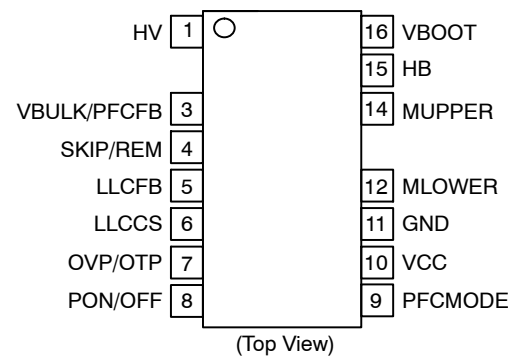 HV 1 16 VBOOT
15 HB
VBULK/PFCFB 3 14 MUPPER
SKIP/REM 4
LLCFB 5 12 MLOWER
LLCCS 6 11 GND
OVP/OTP 7 10 VCC
PON/OFF 8 9 PFCMODE
(Top View)